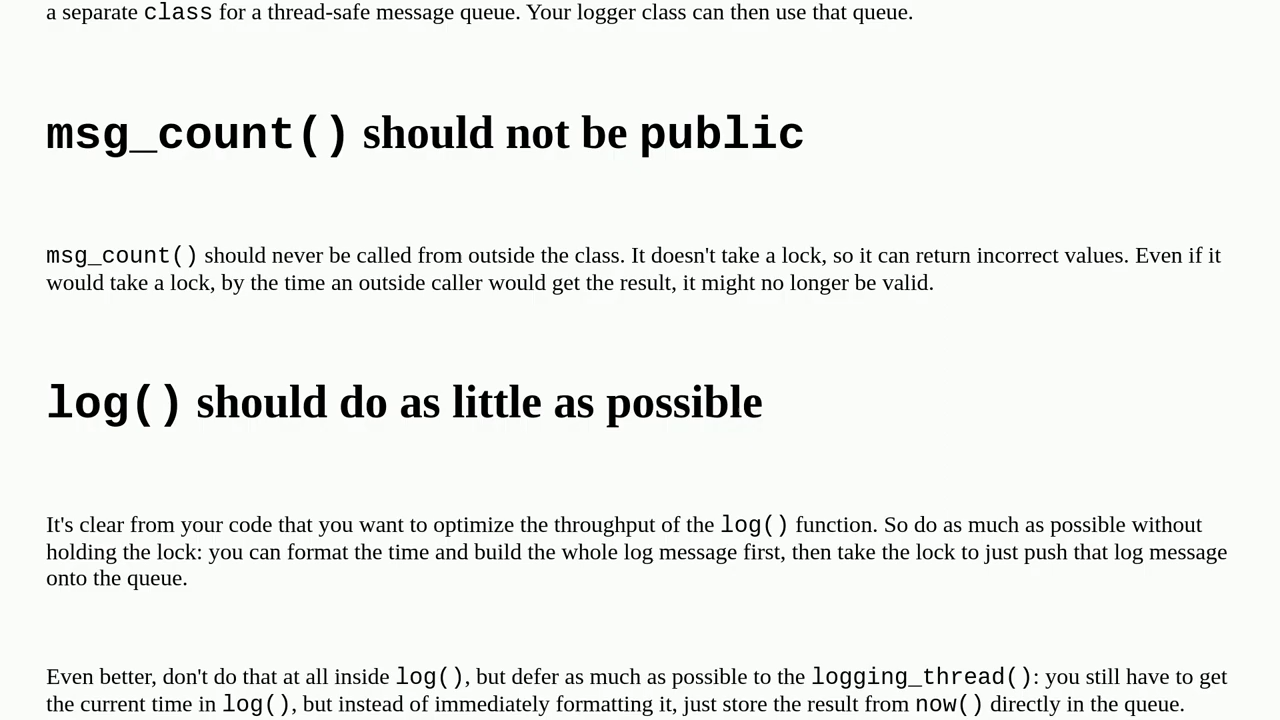 a separate class for a thread-safe message queue. Your logger class can then use that queue.
msg_count() should not be public
msg_count() should never be called from outside the class. It doesn't take a lock, so it can return incorrect values. Even if it
would take a lock, by the time an outside caller would get the result, it might no longer be valid.
log() should do as little as possible
It's clear from your code that you want to optimize the throughput of the log() function. So do as much as possible without
holding the lock: you can format the time and build the whole log message first, then take the lock to just push that log message
onto the queue.
Even better, don't do that at all inside log(), but defer as much as possible to the logging_thread(): you still have to get
the current time in log(), but instead of immediately formatting it, just store the result from now() directly in the queue.